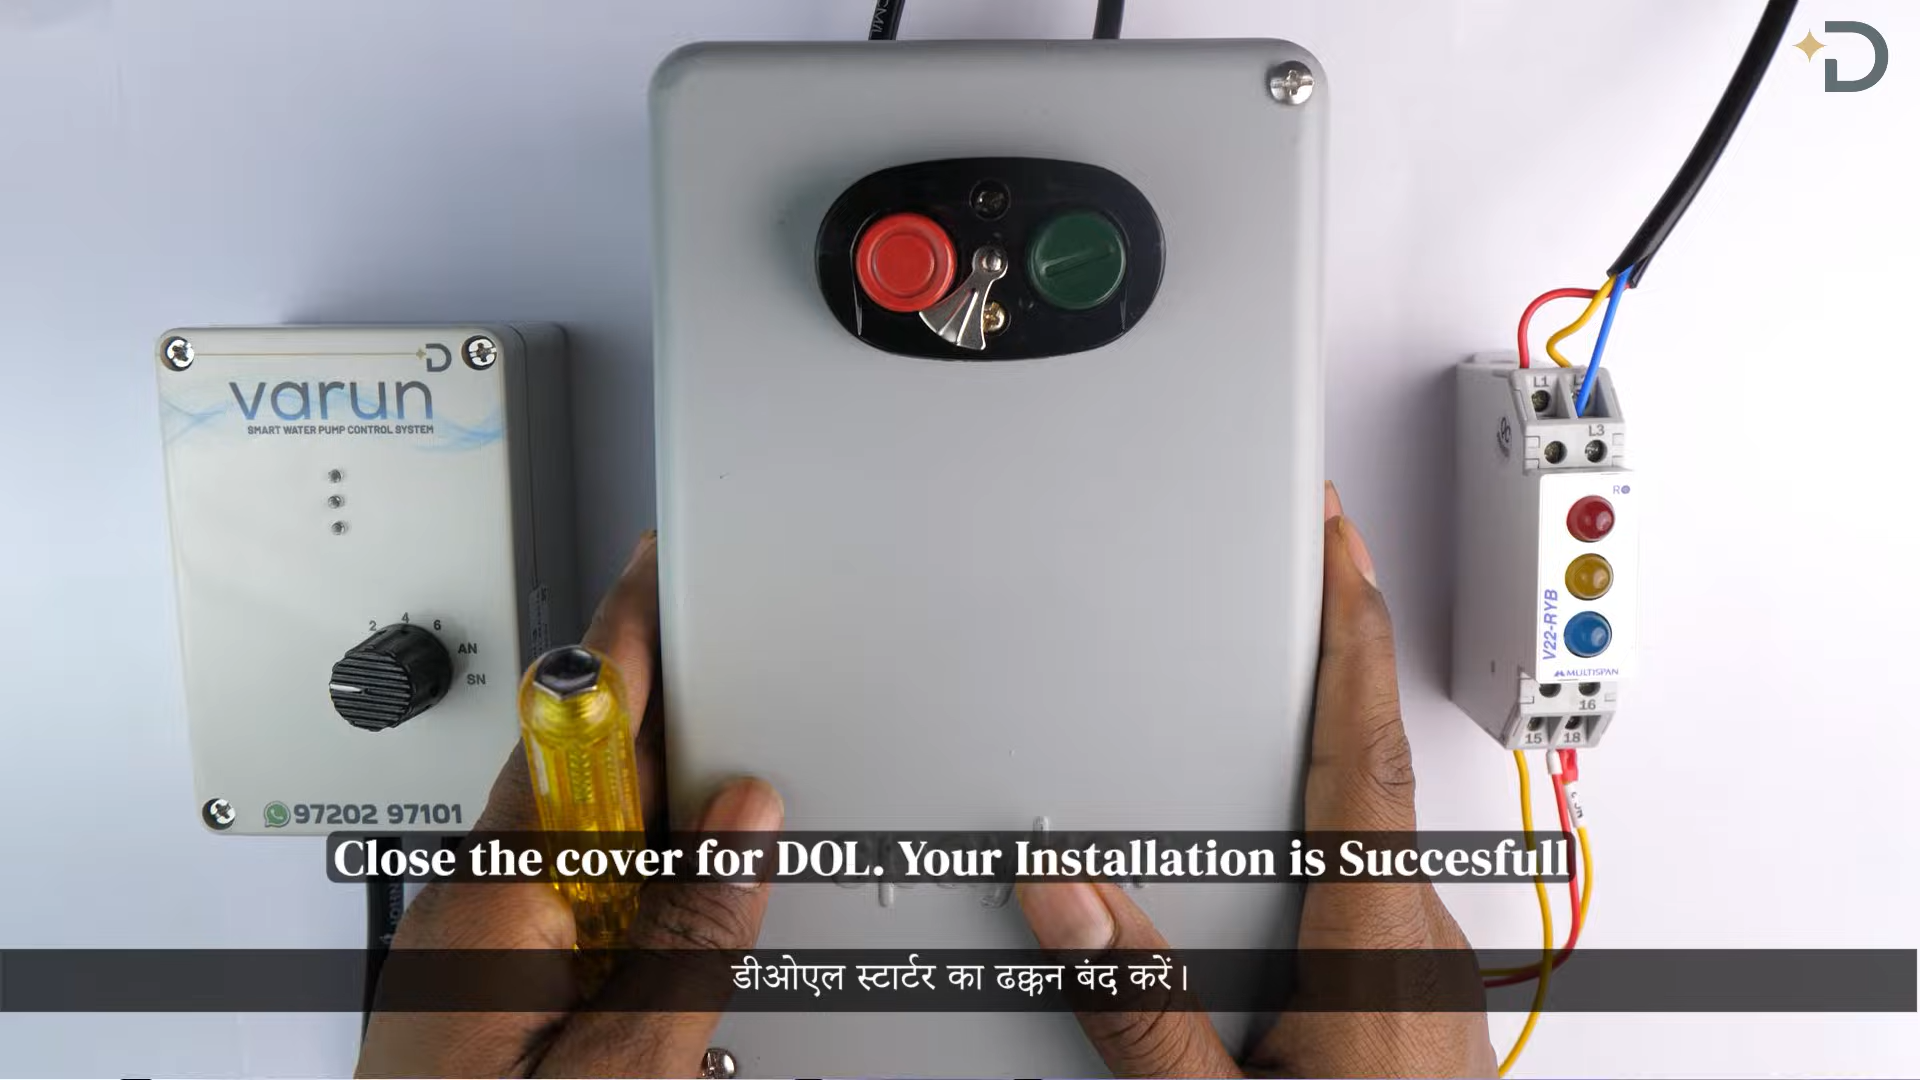 D
D
varun
SMART WATER PUMP CONTROL SYSTEM
2 4 6
AN
SN
97202 97101
L1
L3
R
V22-RYB
MULTISPAN
16
15 18
Close the cover for DOL. Your Installation is Succesfull
डीओएल स्टार्टर का ढक्कन बंद करें।